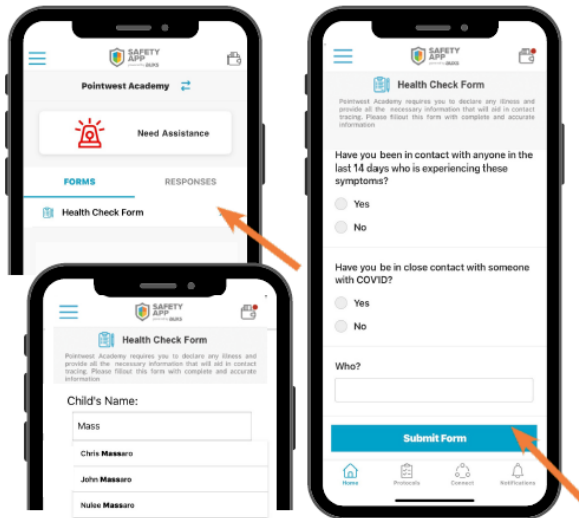 SAFETY
APP
Pointwest Academy
Need Assistance
FORMS RESPONSES
Health Check Form
SAFETY
APP
Health Check Form
Pointwest Academy requires you to declare any illness and
provide all the necessary information that will aid in contact
tracing. Please fillout this form with complete and accurate
information
Child's Name:
Mass
Chris Massaro
John Massaro
Nulee Massaro
SAFETY
APP
Health Check Form
Pointwest Academy requires you to declare any illness and
provide all the necessary information that will aid in contact
tracing. Please fillout this form with complete and accurate
information
Have you been in contact with anyone in the
last 14 days who is experiencing these
symptoms?
Yes
No
Have you be in close contact with someone
with COV1D?
Yes
No
Who?
Submit Form
Home Protocols Connect Notifications